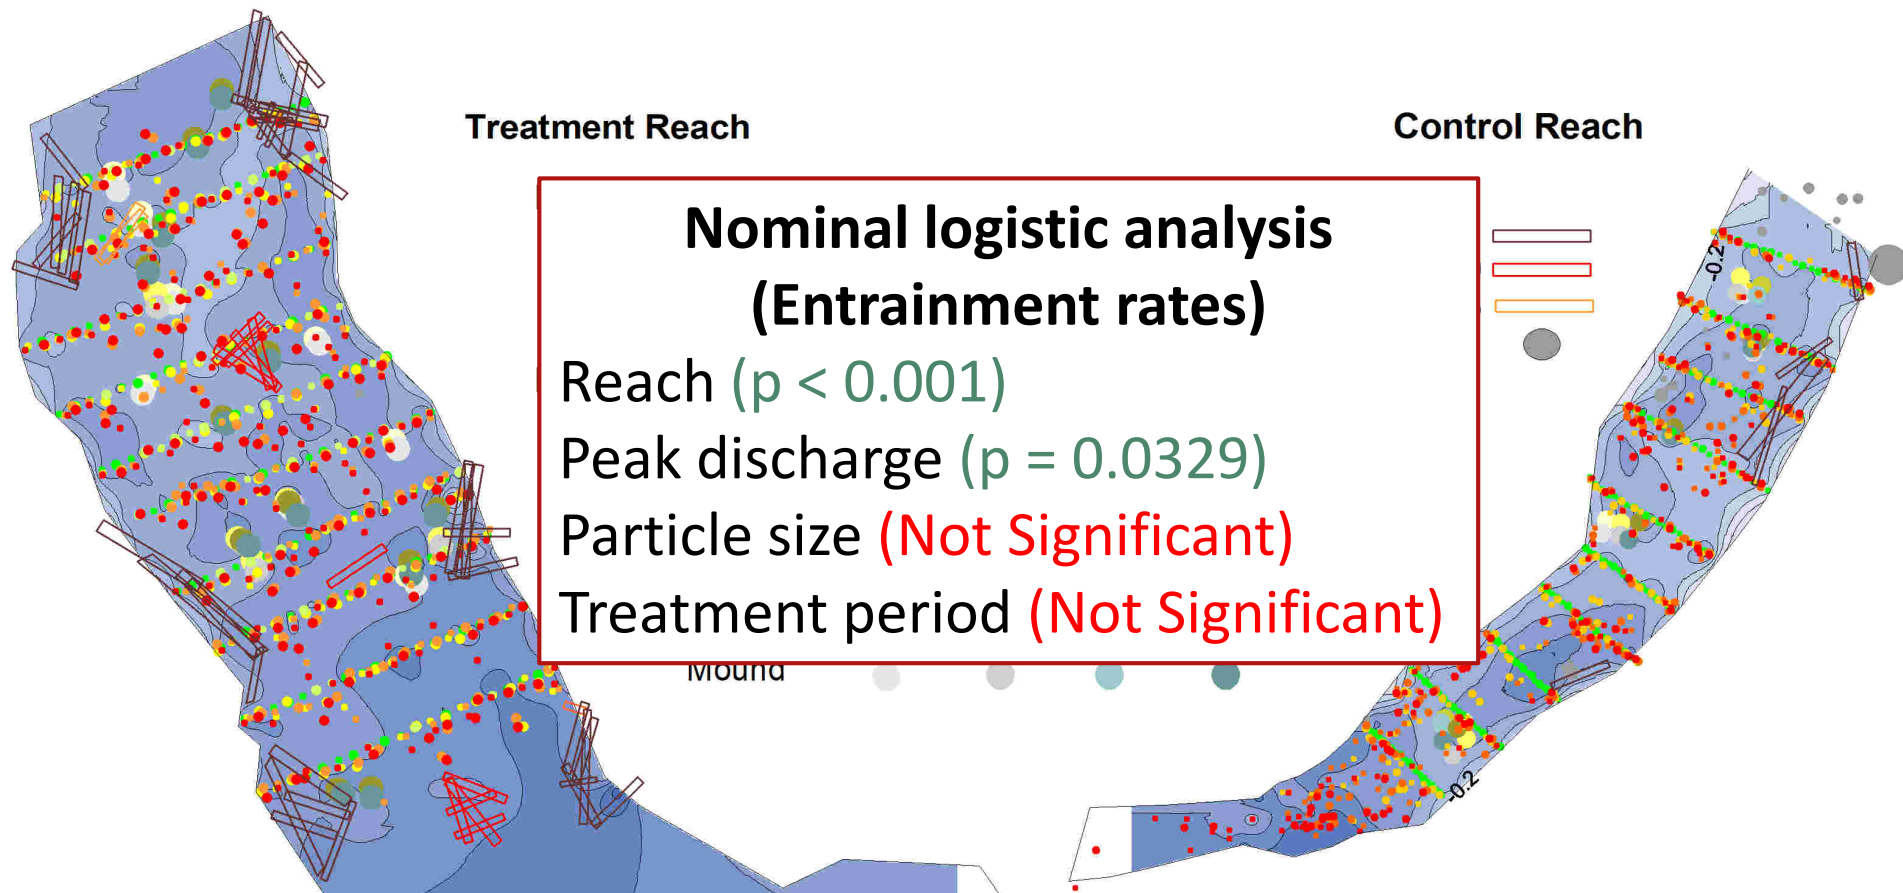 Treatment Reach
Control Reach
Nominal logistic analysis
(Entrainment rates)
Reach (p < 0.001)
Peak discharge (p = 0.0329)
Particle size (Not Significant)
Treatment period (Not Significant)
Mound
-0.2
-0.2